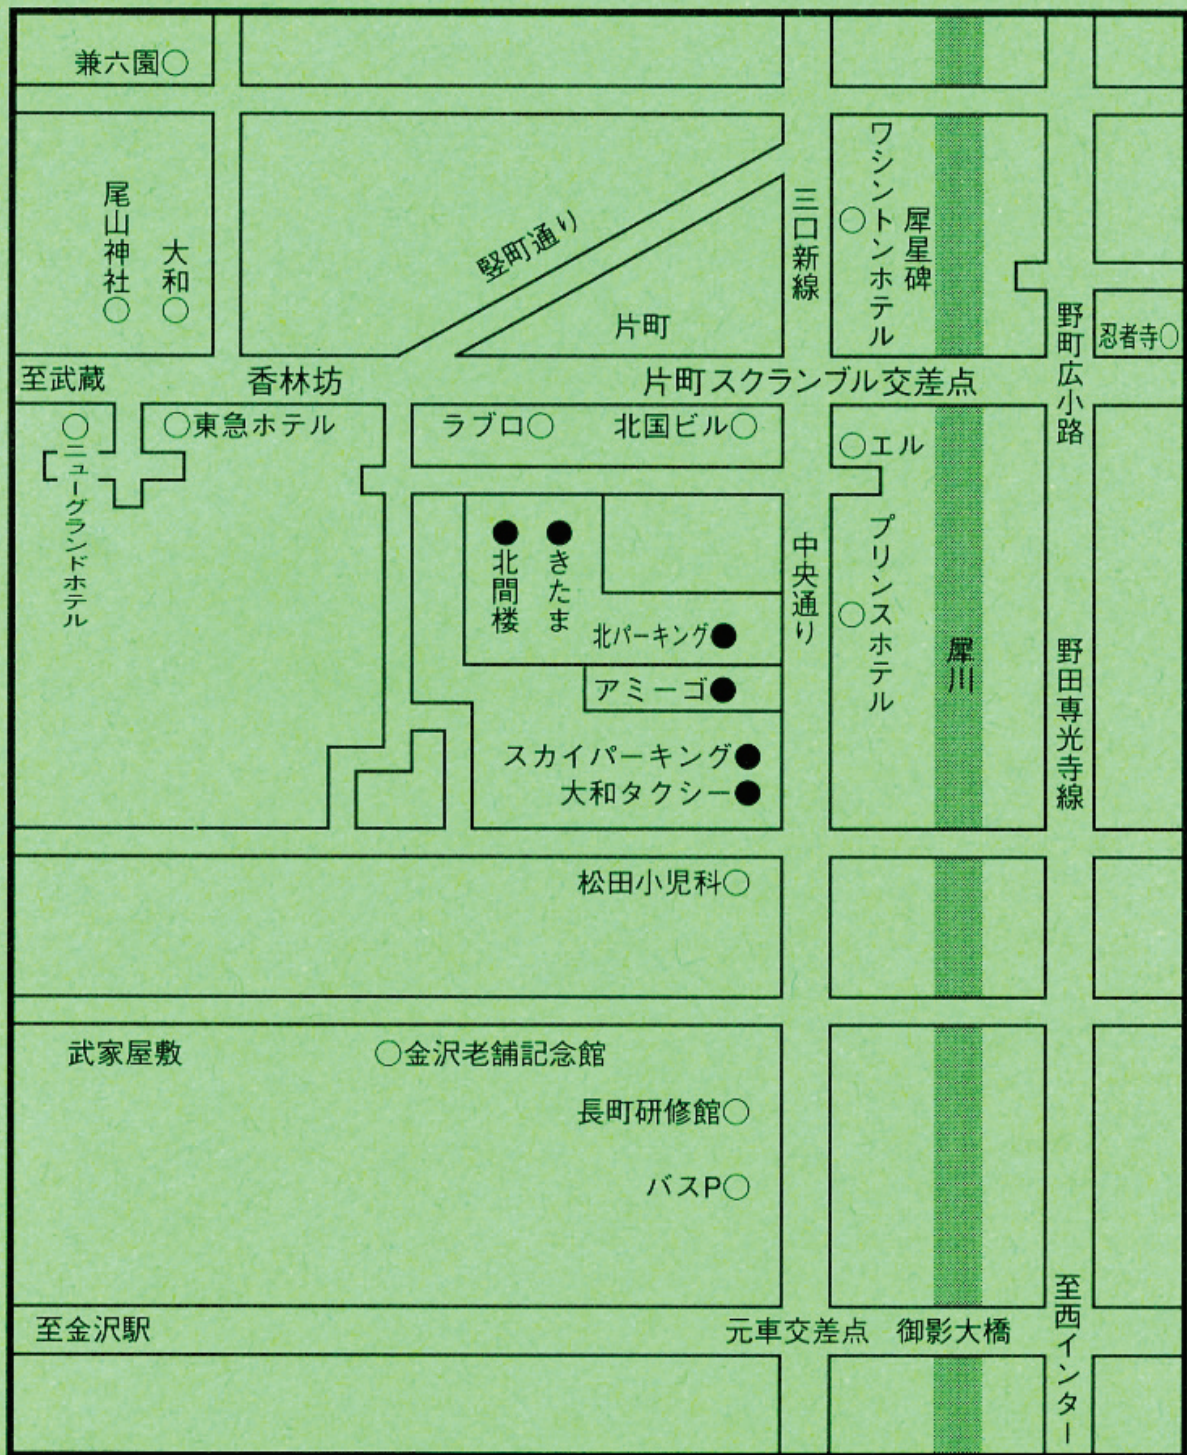 兼六園○
尾山神社○
大和○
竪町通り
片町
三口新線
ワシントンホテル○
犀星碑
野町広小路
忍者寺○
至武蔵
香林坊
片町スクランブル交差点
○ニューグランドホテル
○東急ホテル
ラブロ○
北国ビル○
○エル
●北間楼
●きたま
北パーキング●
アミーゴ●
スカイパーキング●
大和タクシー●
中央通り
プリンスホテル○
犀川
野田専光寺線
松田小児科○
武家屋敷
○金沢老舗記念館
長町研修館○
バスP○
至金沢駅
元車交差点
御影大橋
至西インター